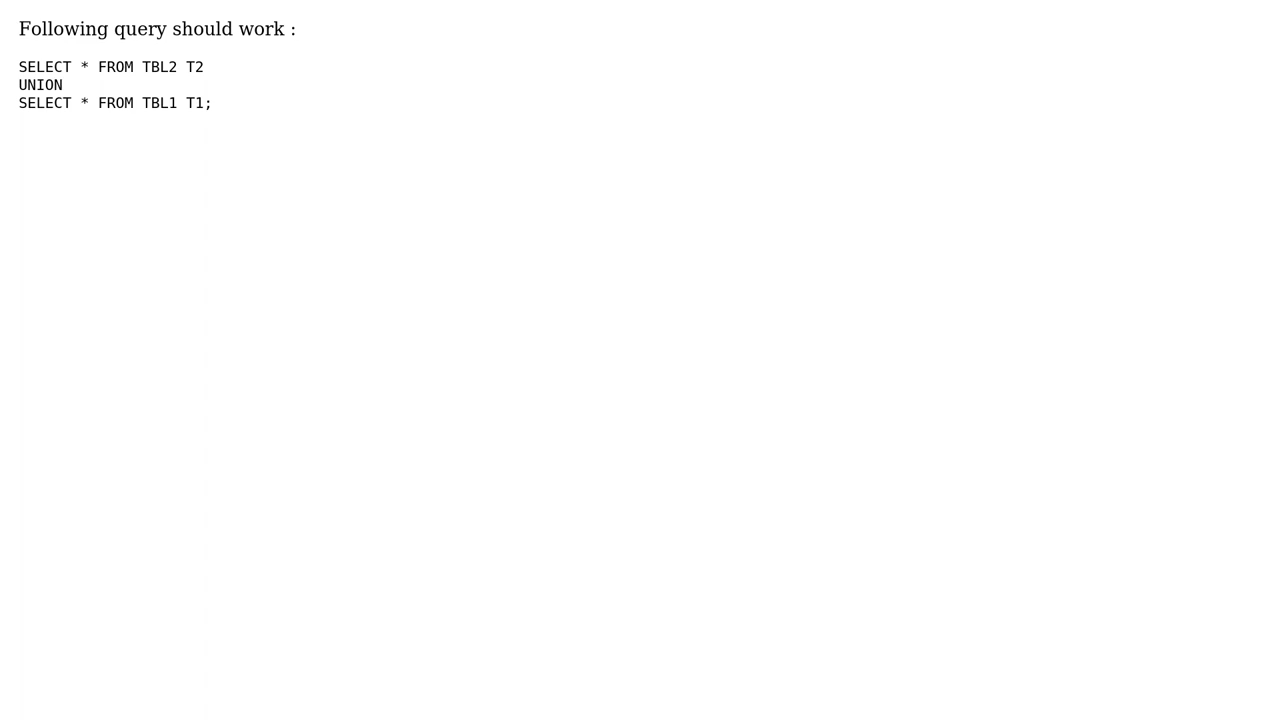 Following query should work :
SELECT * FROM TBL2 T2
UNION
SELECT * FROM TBL1 T1;